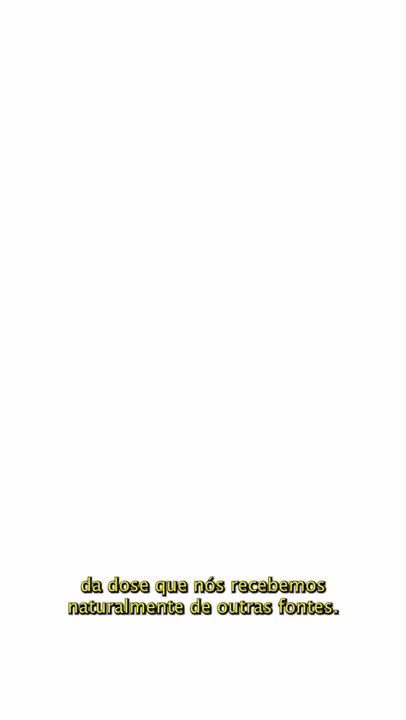 da dose que nós recebemos
naturalmente de outras fontes.